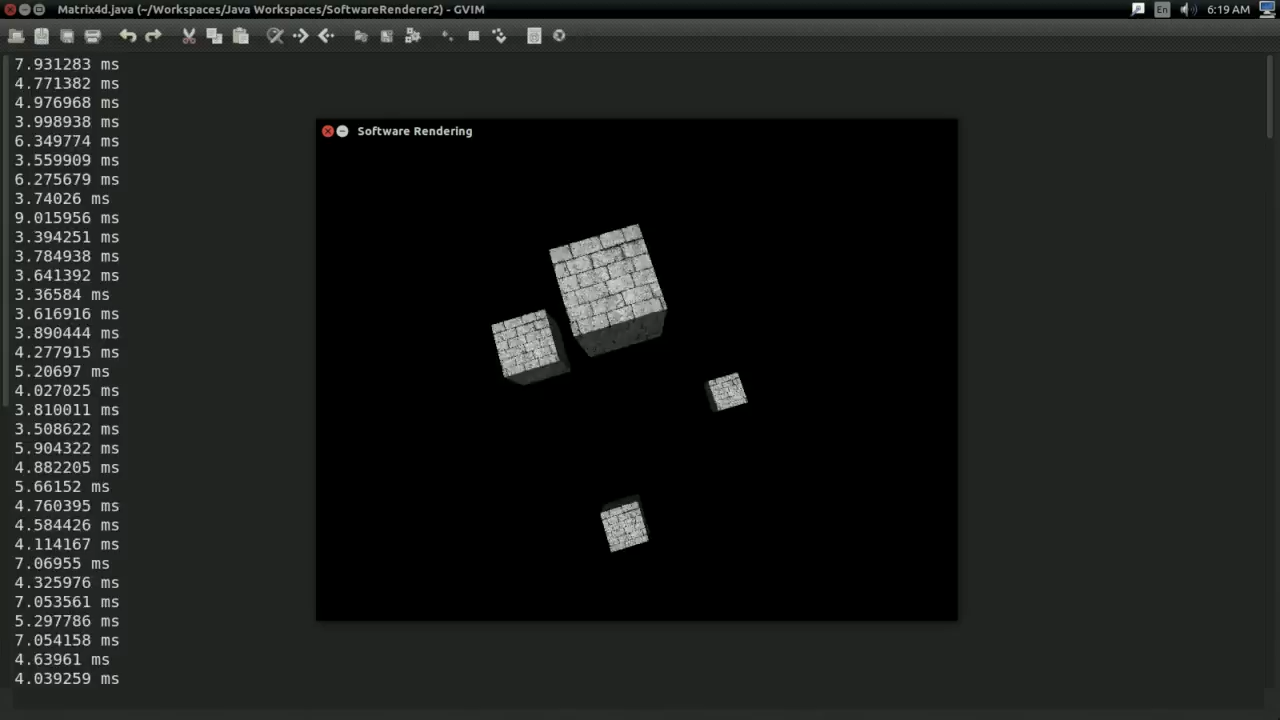 Matrix4d.java (~/Workspaces/Java Workspaces/SoftwareRenderer2) - GVIM
En
6:19 AM
7.931283 ms
4.771382 ms
4.976968 ms
3.998938 ms
6.349774 ms
3.559909 ms
6.275679 ms
3.74026 ms
9.015956 ms
3.394251 ms
3.784938 ms
3.641392 ms
3.36584 ms
3.616916 ms
3.890444 ms
4.277915 ms
5.20697 ms
4.027025 ms
3.810011 ms
3.508622 ms
5.904322 ms
4.882205 ms
5.66152 ms
4.760395 ms
4.584426 ms
4.114167 ms
7.06955 ms
4.325976 ms
7.053561 ms
5.297786 ms
7.054158 ms
4.63961 ms
4.039259 ms
Software Rendering